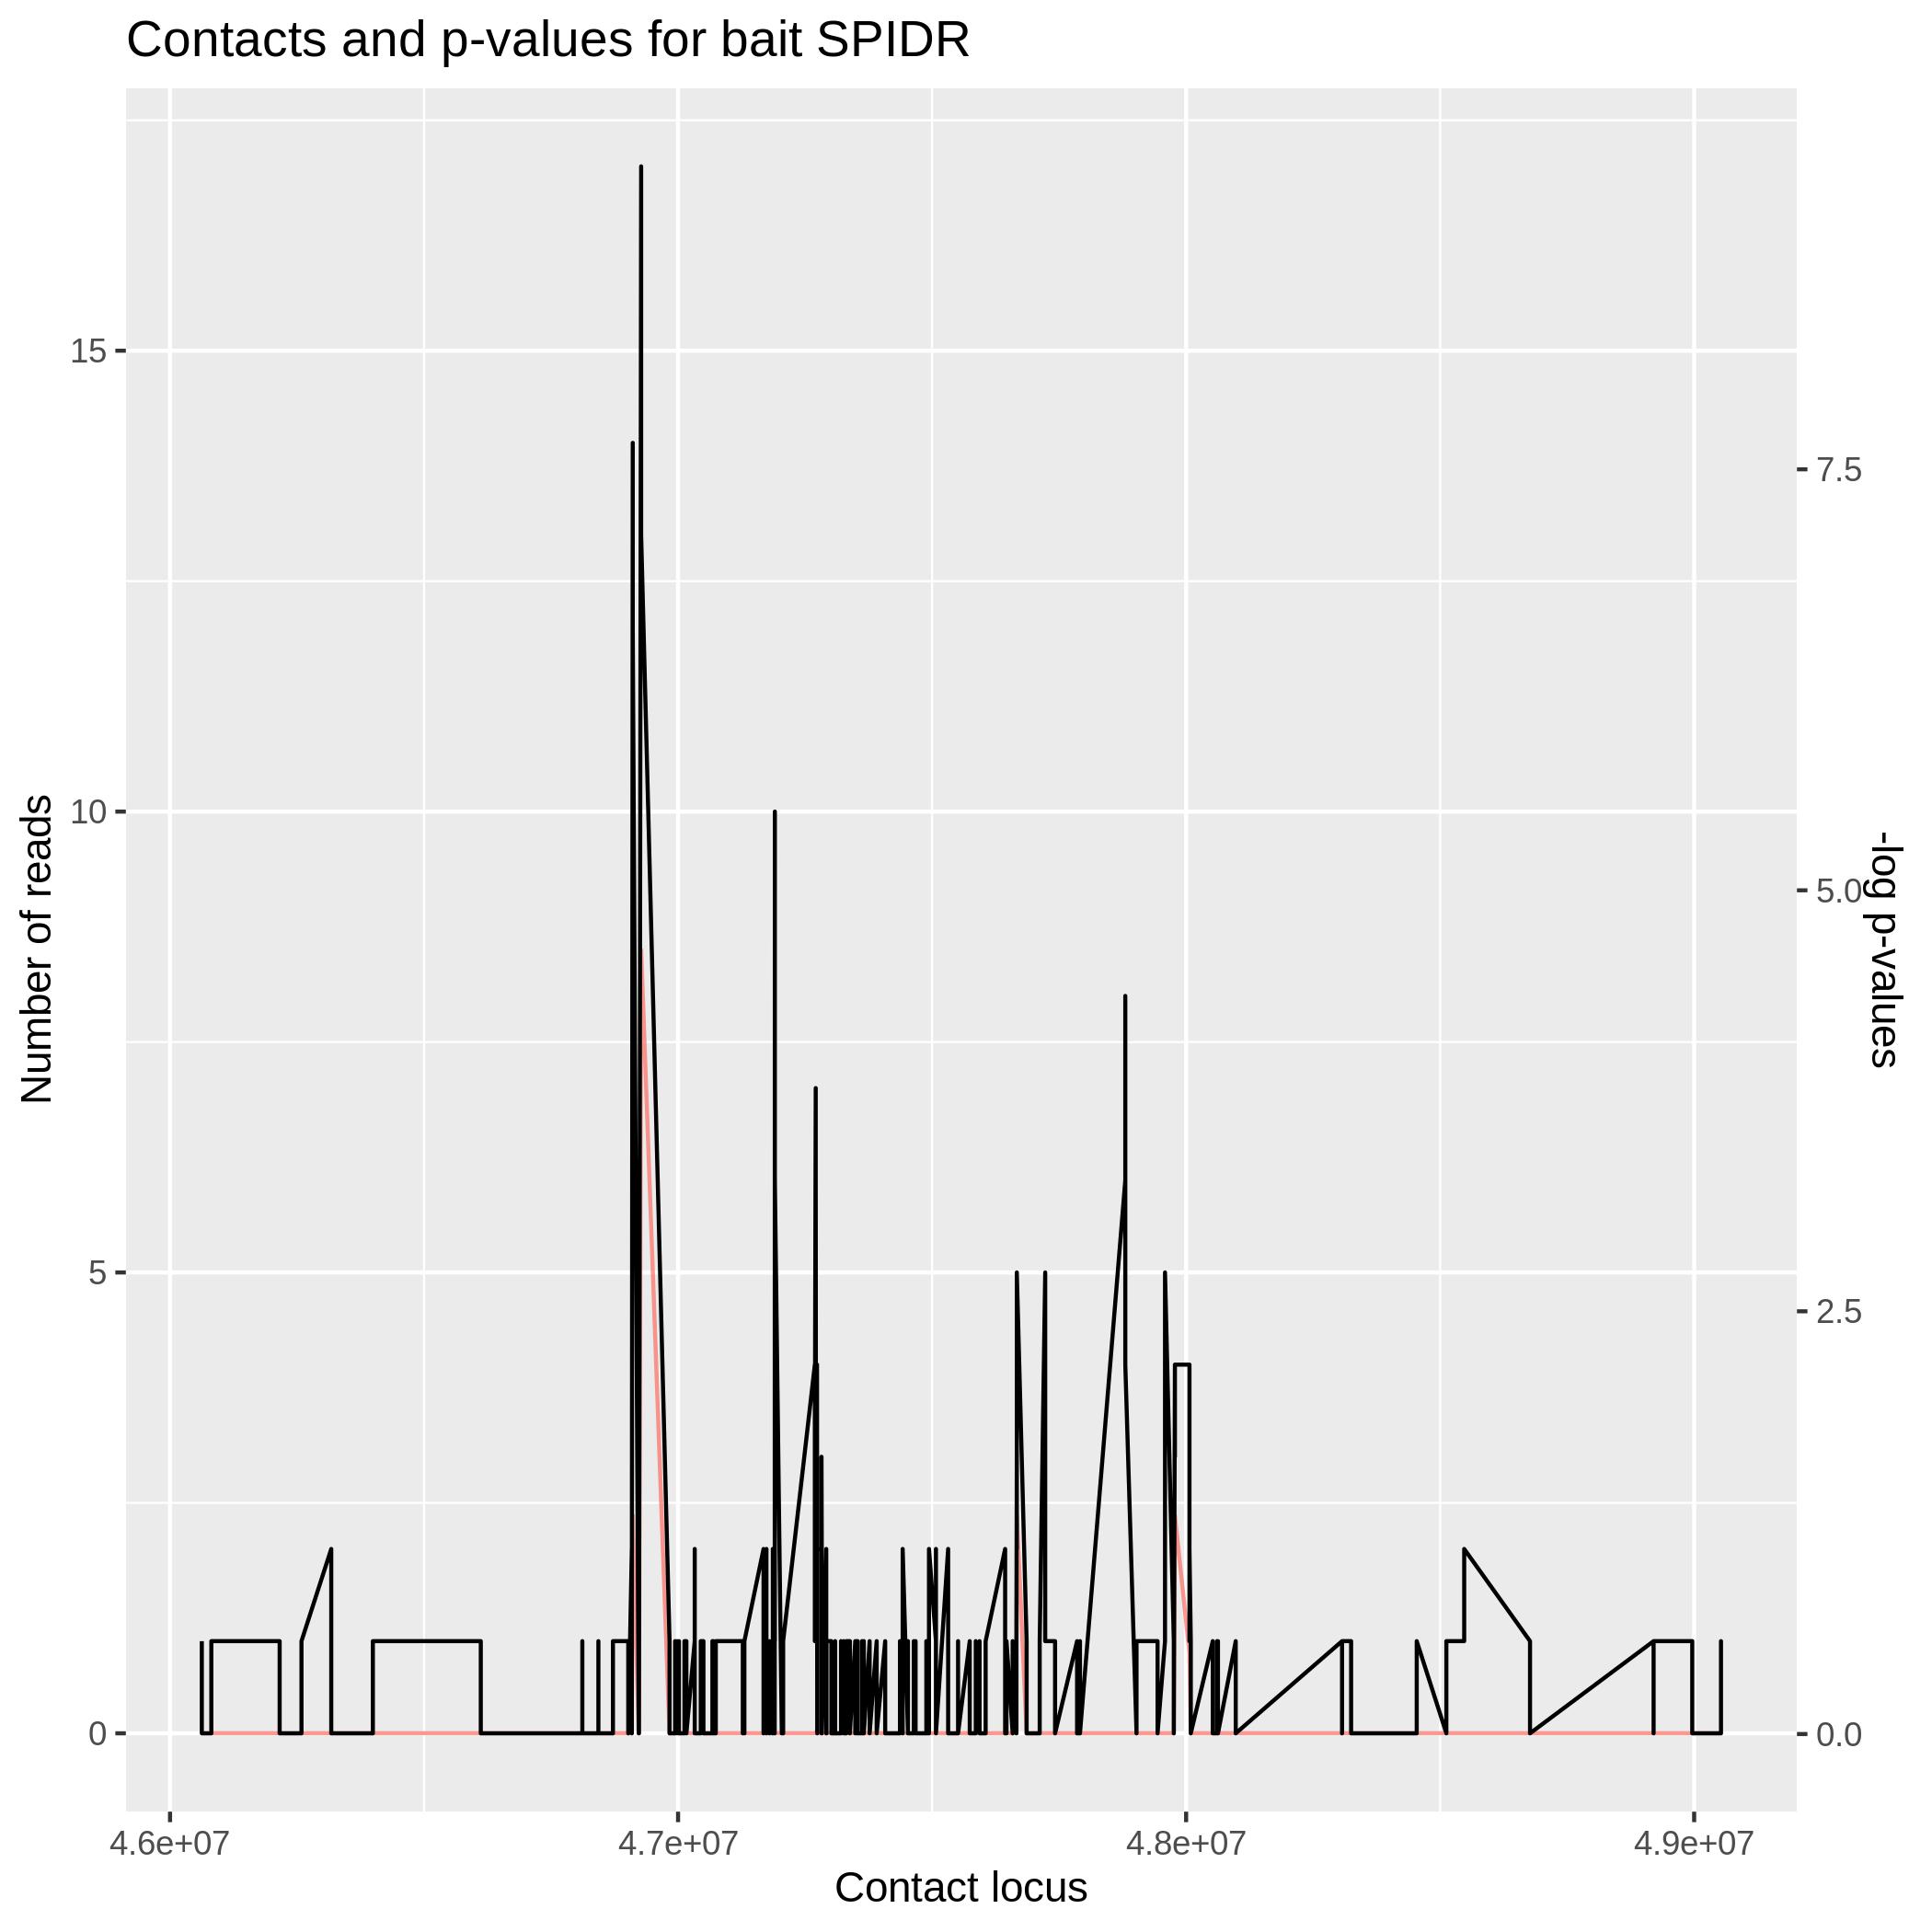 Contacts and p-values for bait SPIDR
Number of reads
15
10
5
0
7.5
5.0
2.5
0.0
-log p-values
4.6e+07
4.7e+07
4.8e+07
4.9e+07
Contact locus